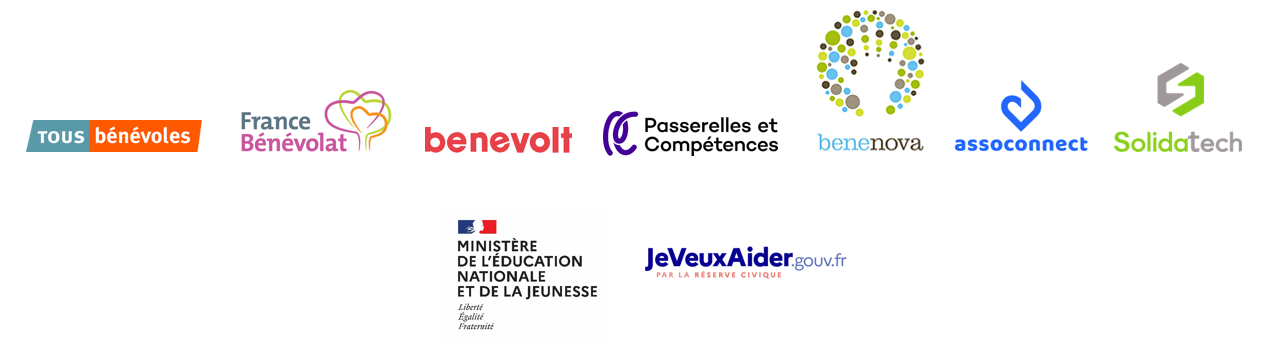 TOUS bénévoles
France
Bénévolat
benevolt
Passerelles et
Compétences
benenova
assoconnect
Solidatech
MINISTÈRE
DE L'ÉDUCATION
NATIONALE
ET DE LA JEUNESSE
Liberté
Égalité
Fraternité
JeVeuxAider.gouv.fr
PAR LA RÉSERVE CIVIQUE